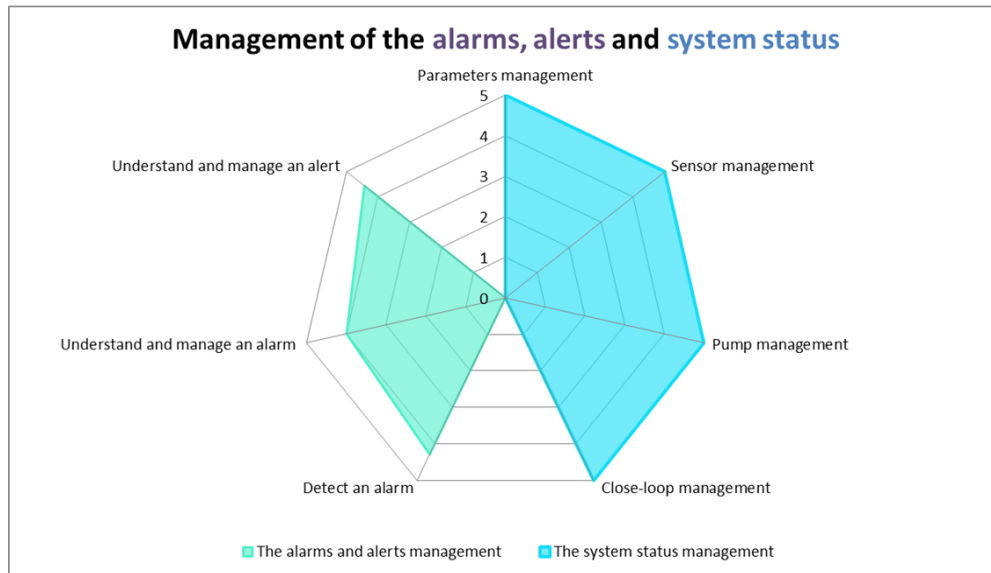 Management of the alarms, alerts and system status
Parameters management
5
4
3
2
1
0
Understand and manage an alert
Sensor management
Understand and manage an alarm
Pump management
Detect an alarm
Close-loop management
The alarms and alerts management
The system status management